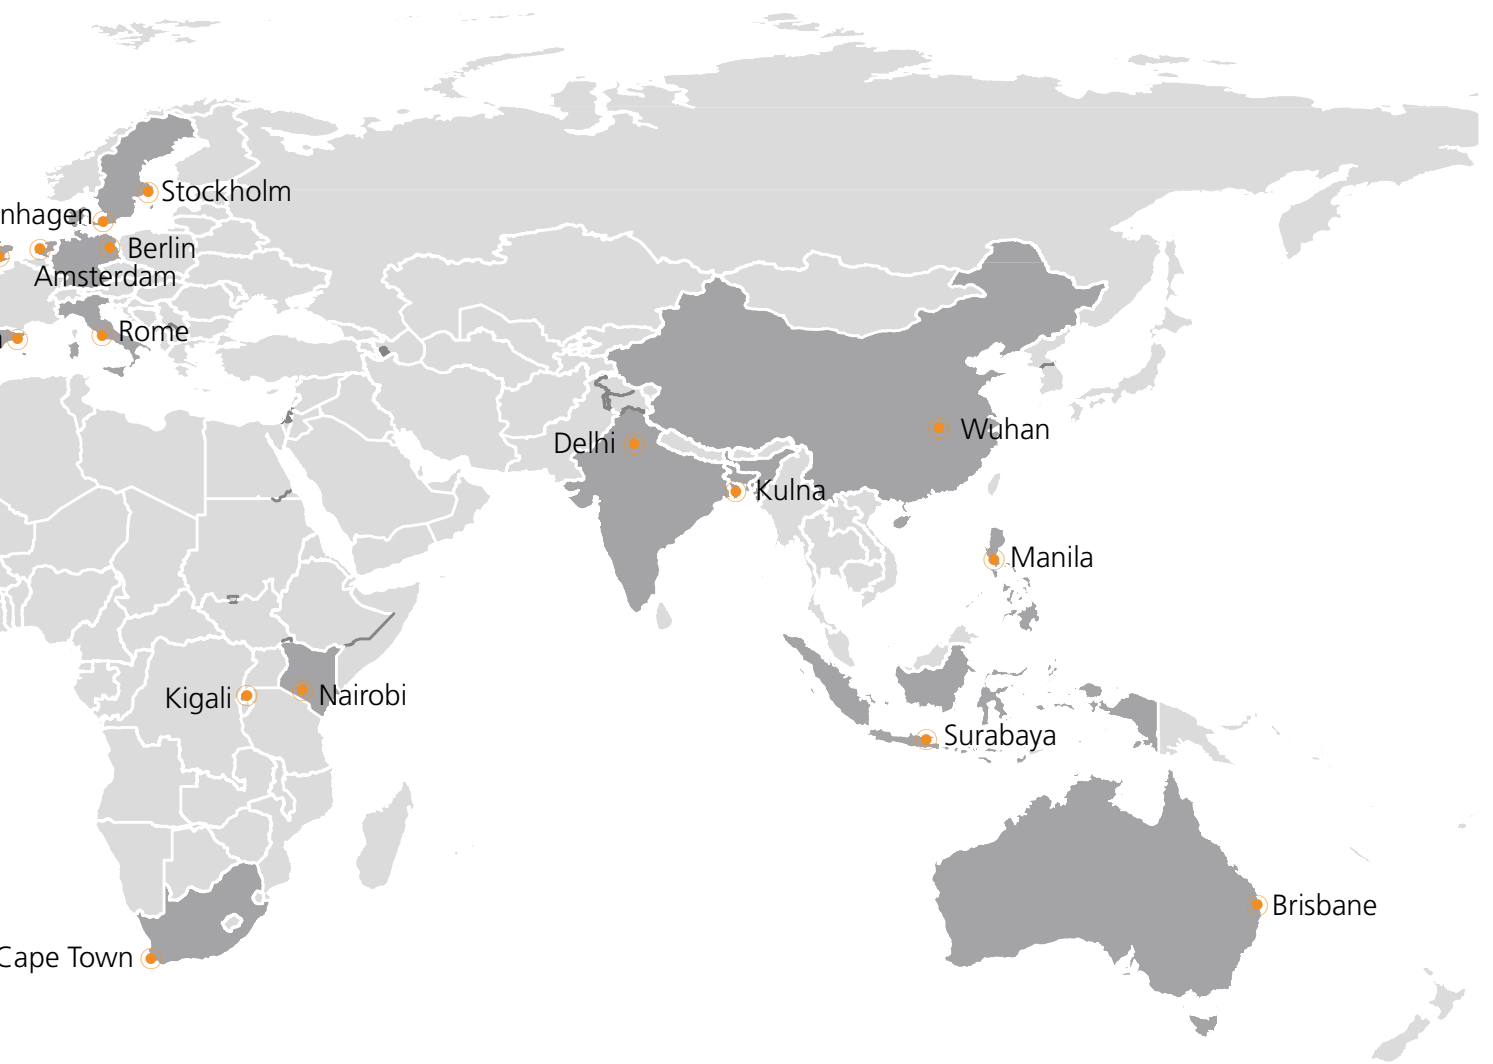 Stockholm
nhagen
Berlin
Amsterdam
Rome
Delhi
Wuhan
Kulna
Manila
Kigali
Nairobi
Surabaya
Brisbane
Cape Town